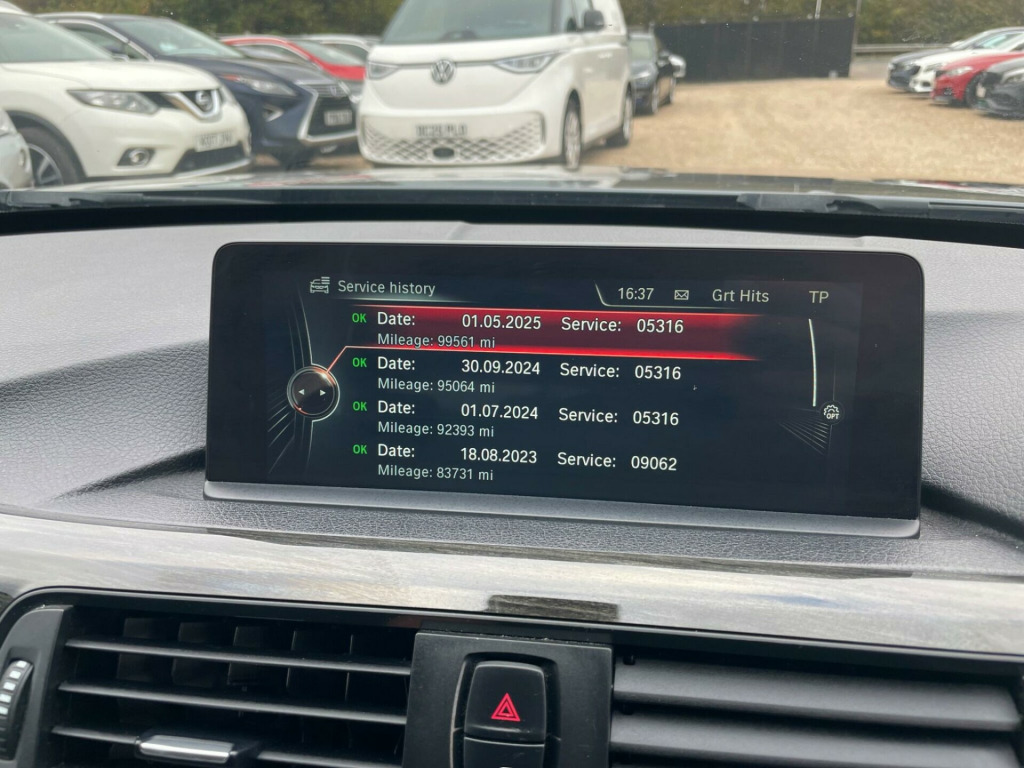 Service history
16:37 Grt Hits TP
OK Date: 01.05.2025 Service: 05316
Mileage: 99561 mi
OK Date: 30.09.2024 Service: 05316
Mileage: 95064 mi
OK Date: 01.07.2024 Service: 05316
Mileage: 92393 mi
OK Date: 18.08.2023 Service: 09062
Mileage: 83731 mi
OPT